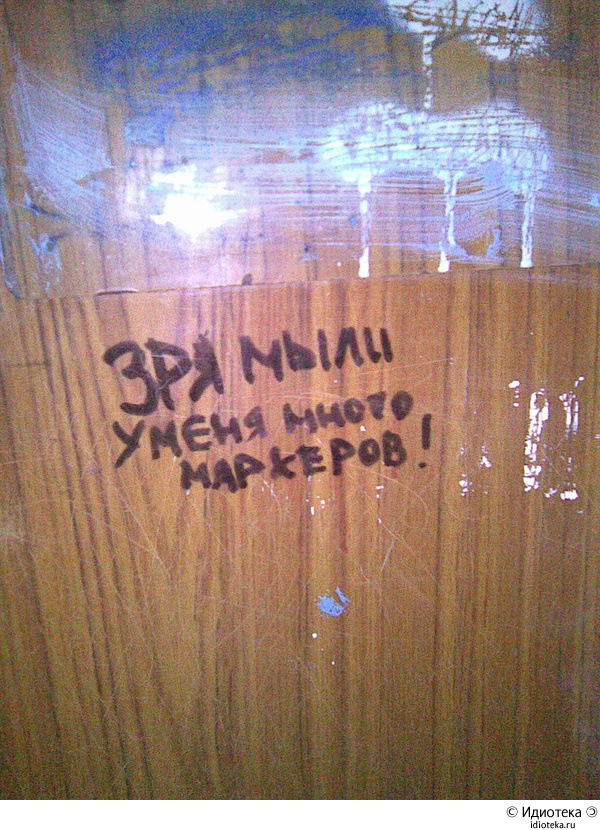 ЗРЯ МЫЛИ
У МЕНЯ МНОГО
МАРКЕРОВ!
© Идиотека
idioteka.ru